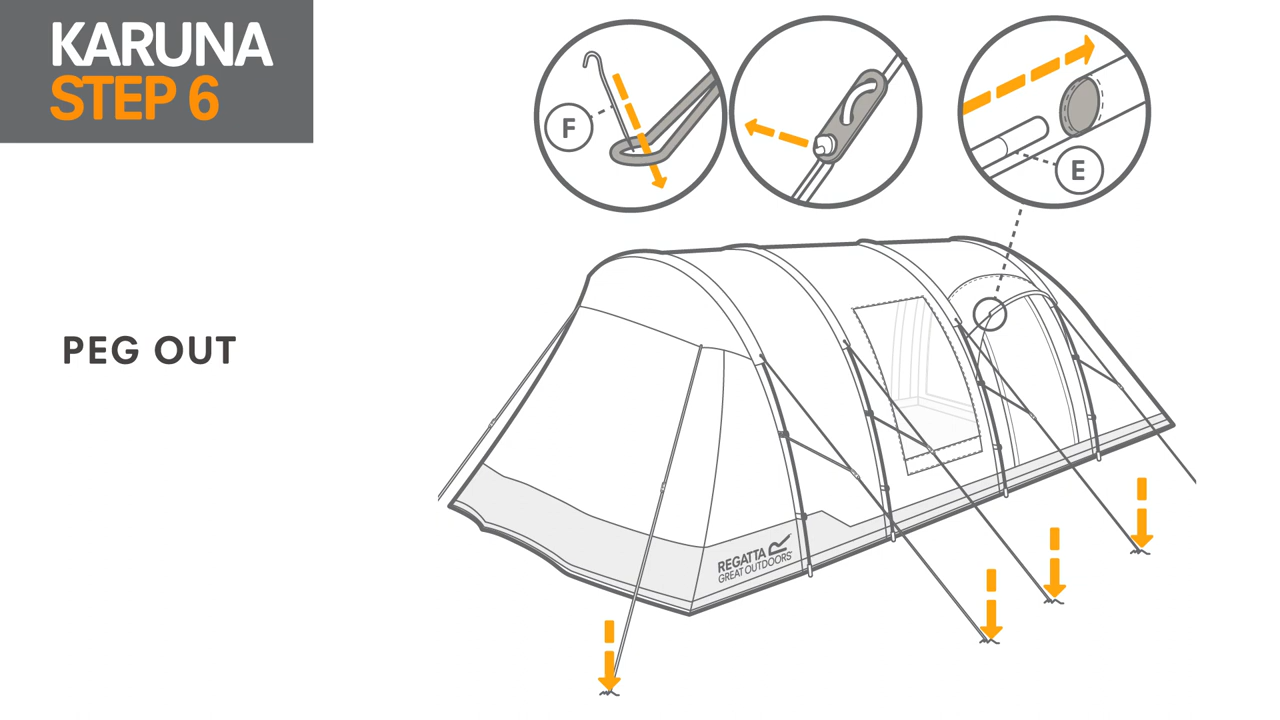 KARUNA
STEP 6
F
E
PEG OUT
REGATTA
GREAT OUTDOORS